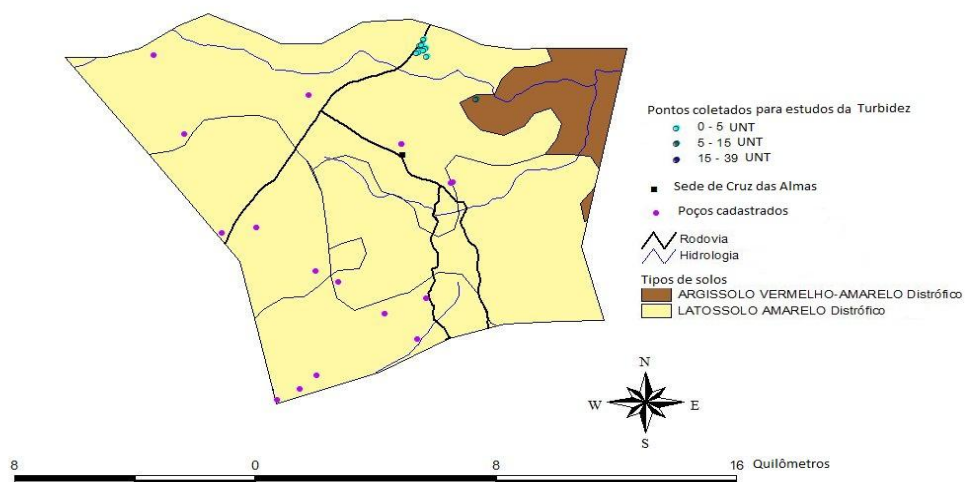 Pontos coletados para estudos da Turbidez
0 - 5 UNT
5 - 15 UNT
15 - 39 UNT
Sede de Cruz das Almas
Poços cadastrados
Rodovia
Hidrologia
Tipos de solos
ARGISSOLO VERMELHO-AMARELO Distrófico
LATOSSOLO AMARELO Distrófico
N
W E
S
8 0 8 16 Quilômetros